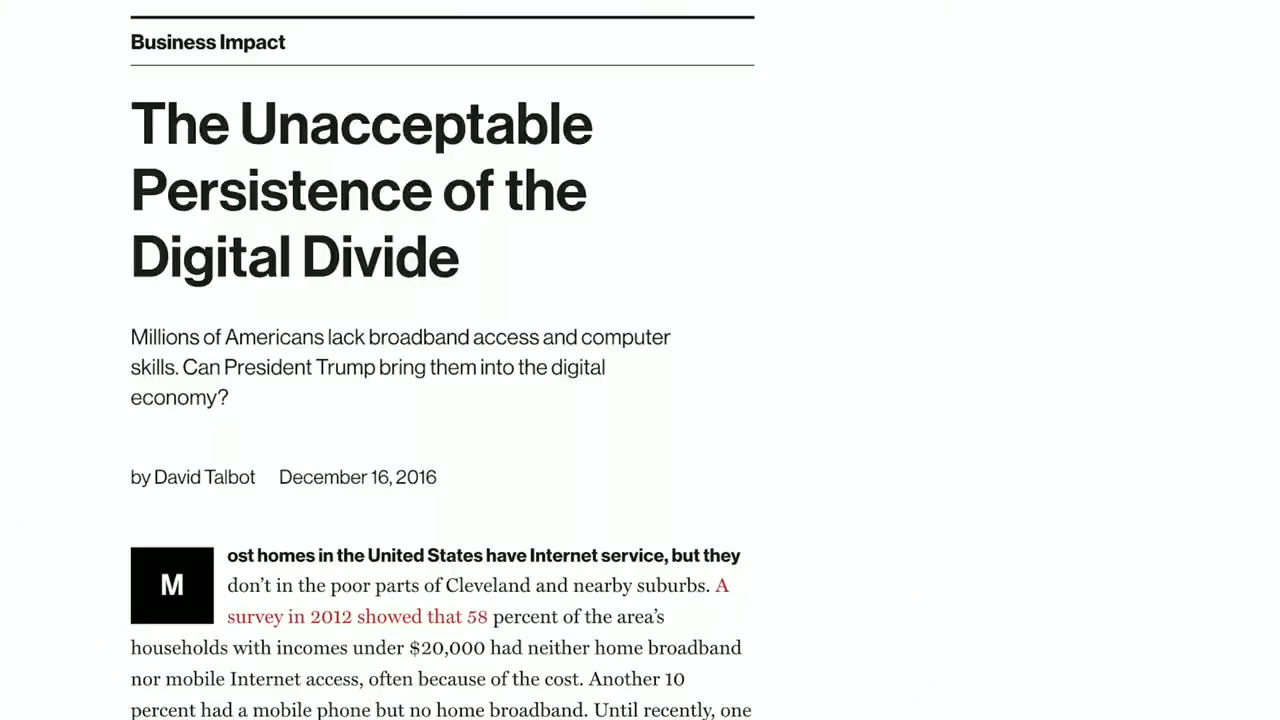 Business Impact
The Unacceptable
Persistence of the
Digital Divide
Millions of Americans lack broadband access and computer
skills. Can President Trump bring them into the digital
economy?
by David Talbot December 16, 2016
Most homes in the United States have Internet service, but they
don’t in the poor parts of Cleveland and nearby suburbs. A
survey in 2012 showed that 58 percent of the area’s
households with incomes under $20,000 had neither home broadband
nor mobile Internet access, often because of the cost. Another 10
percent had a mobile phone but no home broadband. Until recently, one